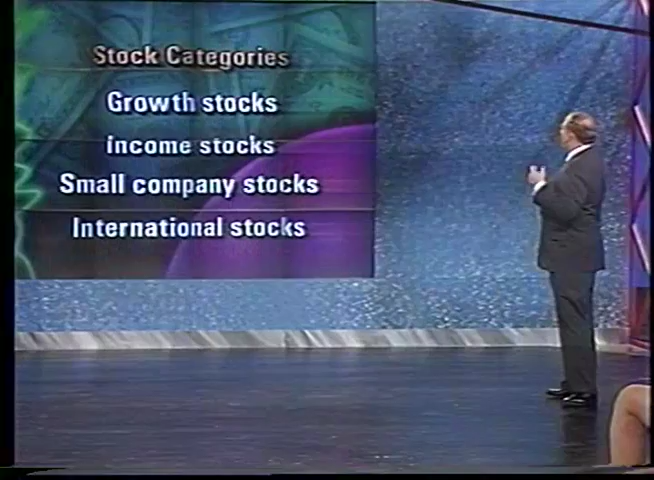 Stock Categories
Growth stocks
income stocks
Small company stocks
International stocks